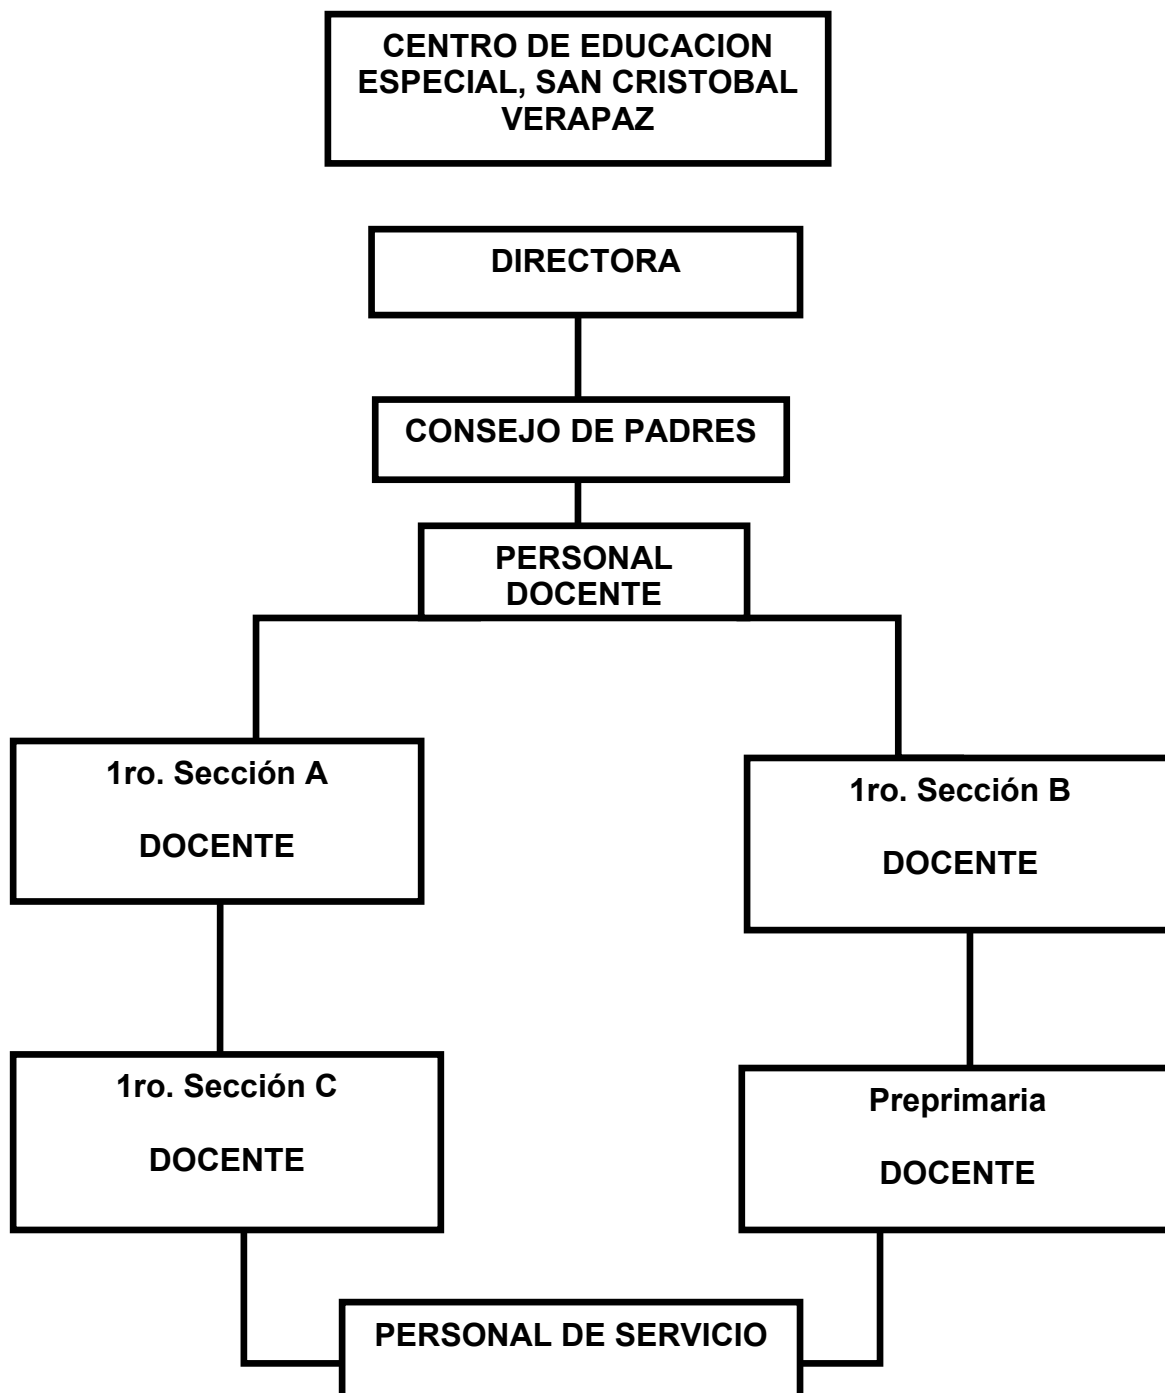 CENTRO DE EDUCACION
ESPECIAL, SAN CRISTOBAL
VERAPAZ
DIRECTORA
CONSEJO DE PADRES
PERSONAL
DOCENTE
1ro. Sección A
DOCENTE
1ro. Sección B
DOCENTE
1ro. Sección C
DOCENTE
Preprimaria
DOCENTE
PERSONAL DE SERVICIO